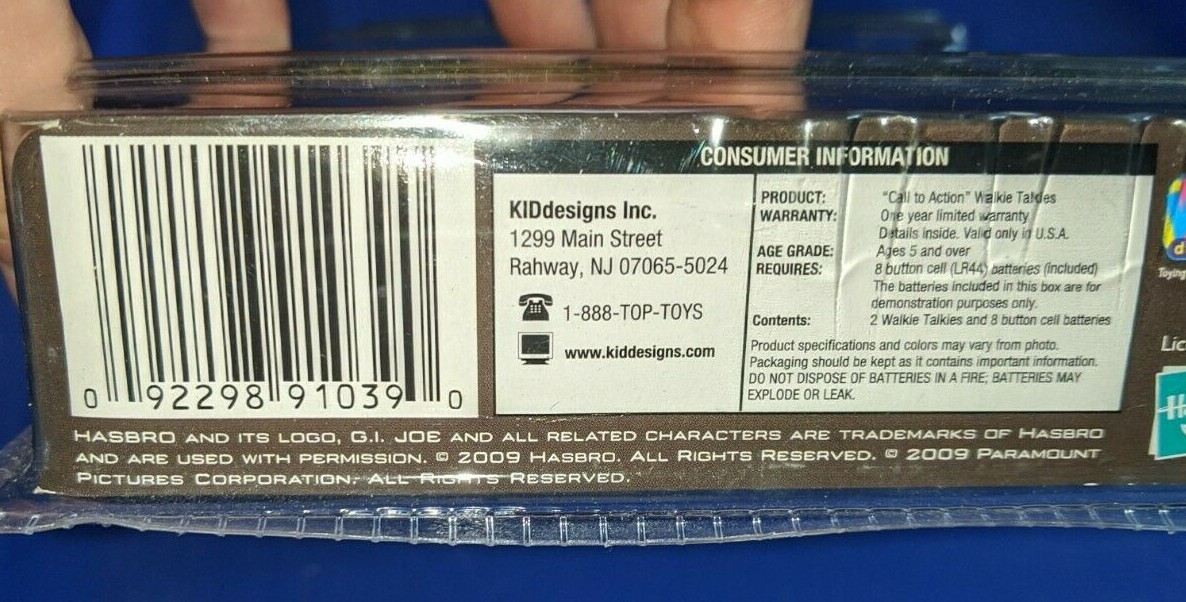 0 92298 91039 0
CONSUMER INFORMATION
KIDdesigns Inc.
1299 Main Street
Rahway, NJ 07065-5024
1-888-TOP-TOYS
www.kiddesigns.com
PRODUCT: "Call to Action" Walkie Talkies
WARRANTY: One year limited warranty
Details Inside. Valid only in U.S.A.
AGE GRADE: Ages 5 and over
REQUIRES: 8 button cell (LR44) batteries (included)
The batteries included in this box are for
demonstration purposes only.
Contents: 2 Walkie Talkies and 8 button cell batteries
Product specifications and colors may vary from photo.
Packaging should be kept as it contains important information.
DO NOT DISPOSE OF BATTERIES IN A FIRE; BATTERIES MAY
EXPLODE OR LEAK.
Toying
HASBRO AND ITS LOGO, G.I. JOE AND ALL RELATED CHARACTERS ARE TRADEMARKS OF HASBRO
AND ARE USED WITH PERMISSION. © 2009 HASBRO. ALL RIGHTS RESERVED. © 2009 PARAMOUNT
PICTURES CORPORATION. ALL RIGHTS RESERVED.